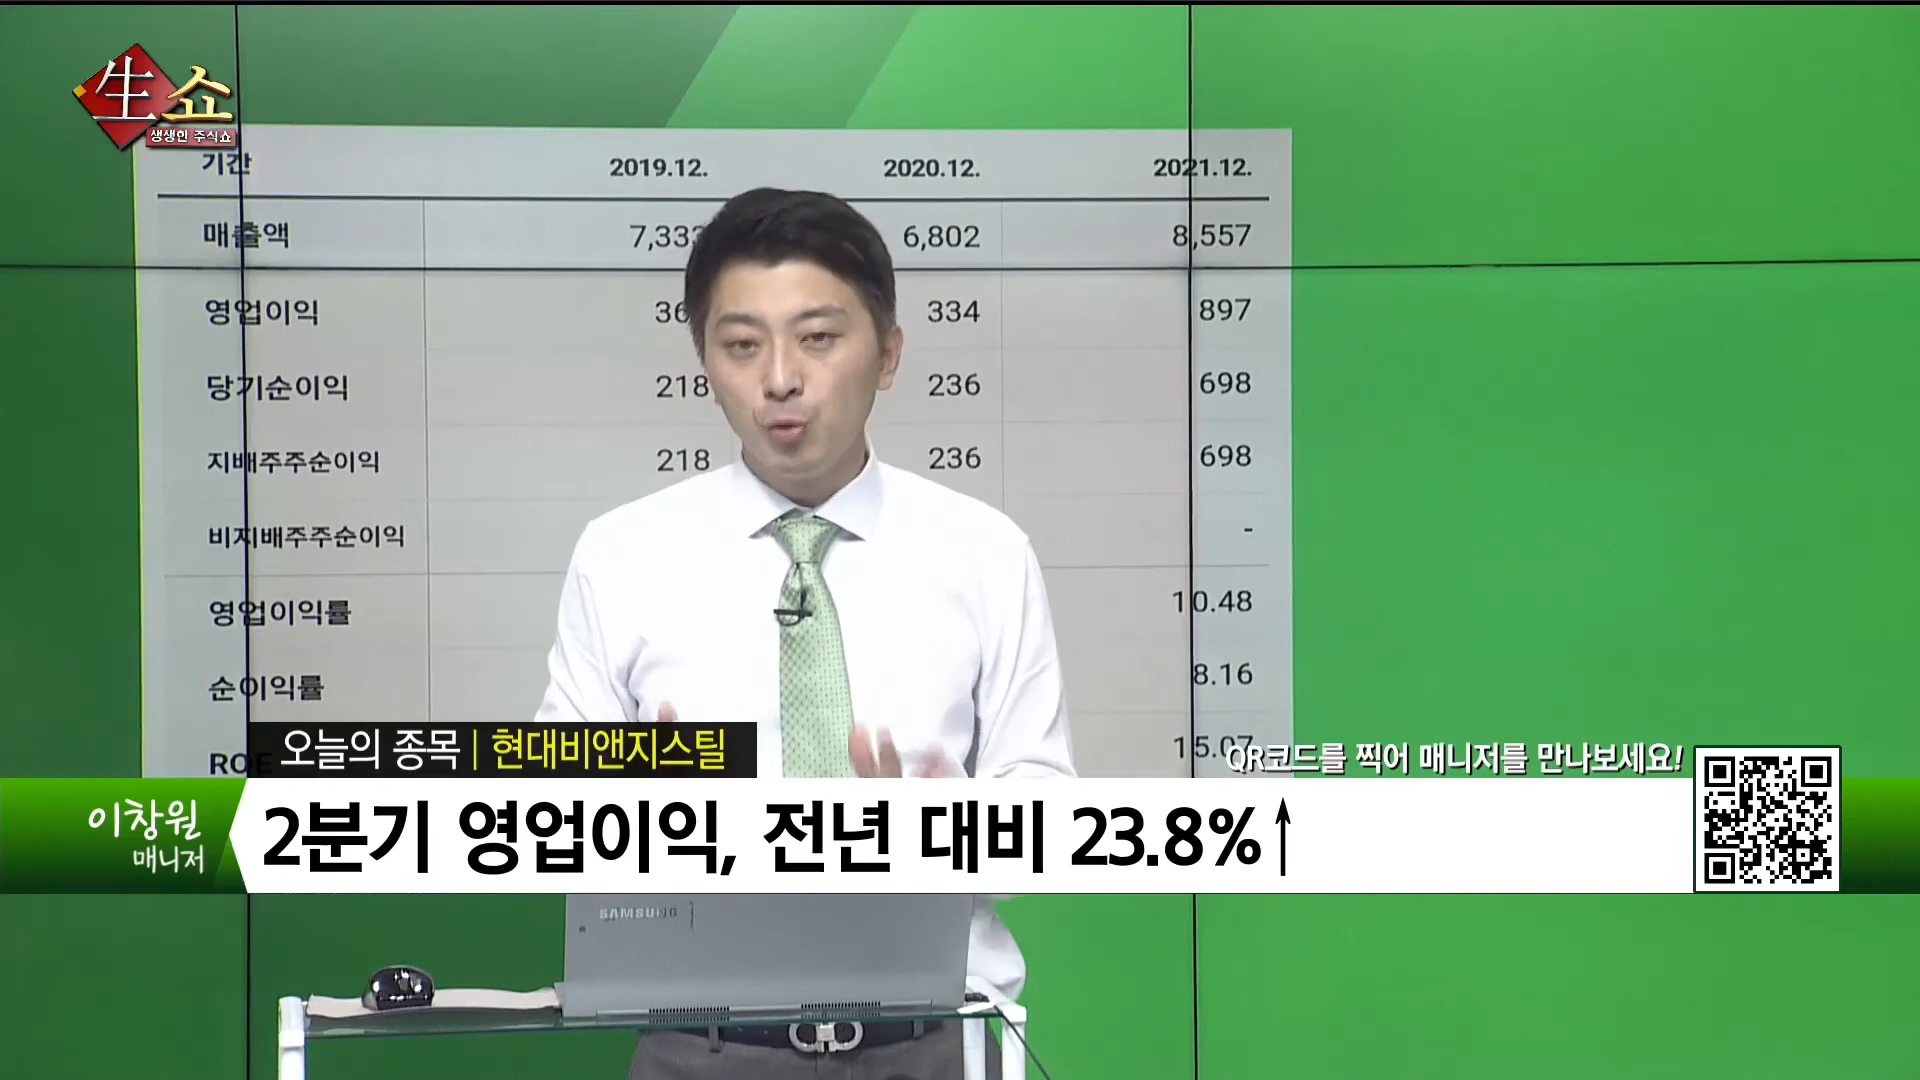 生쇼
생생한 주식쇼
기간 2019.12. 2020.12. 2021.12.
매출액 6,802 8,557
영업이익 334 897
당기순이익 218 236 698
지배주주순이익 218 236 698
비지배주주순이익 -
영업이익률 10.48
순이익률 8.16
ROE 15.07
오늘의 종목 | 현대비앤지스틸
QR코드를 찍어 매니저를 만나보세요!
이창원
매니저
2분기 영업이익, 전년 대비 23.8%↑
SAMSUNG